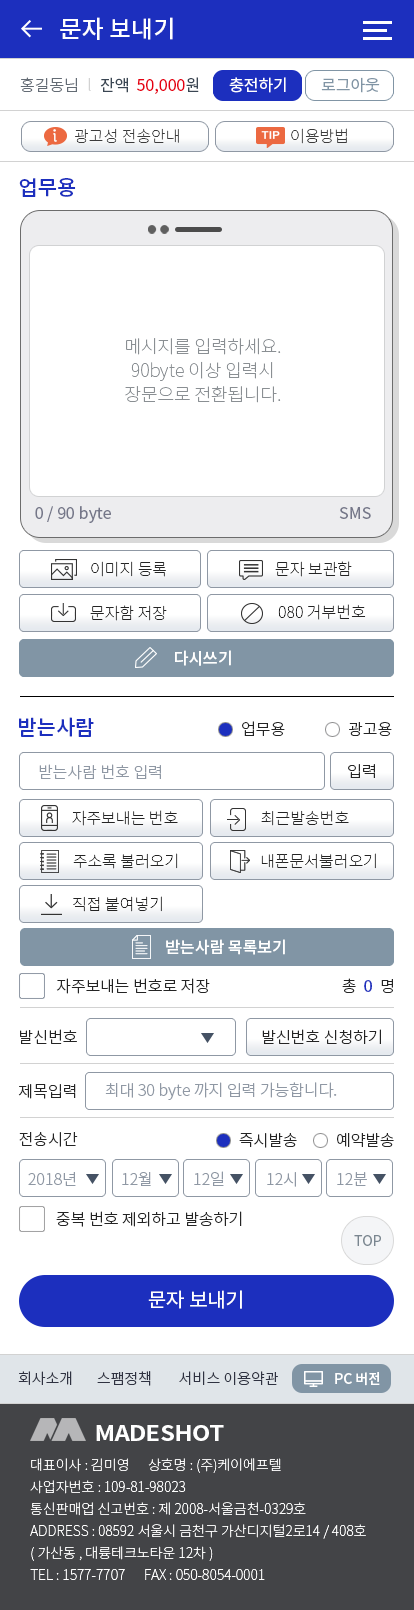 문자 보내기
홍길동님 잔액 50,000원 충전하기 로그아웃
광고성 전송안내 TIP 이용방법
업무용
메시지를 입력하세요.
90byte 이상 입력시
장문으로 전환됩니다.
0 / 90 byte SMS
이미지 등록 문자 보관함
문자함 저장 080 거부번호
다시쓰기
받는사람 업무용 광고용
받는사람 번호 입력 입력
자주보내는 번호 최근발송번호
주소록 불러오기 내폰문서불러오기
직접 붙여넣기
받는사람 목록보기
자주보내는 번호로 저장 총 0 명
발신번호 발신번호 신청하기
제목입력 최대 30 byte 까지 입력 가능합니다.
전송시간 즉시발송 예약발송
2018년 12월 12일 12시 12분
중복 번호 제외하고 발송하기
TOP
문자 보내기
회사소개 스팸정책 서비스 이용약관 PC 버전
MADESHOT
대표이사 : 김미영 상호명 : (주)케이에프텔
사업자번호 : 109-81-98023
통신판매업 신고번호 : 제 2008-서울금천-0329호
ADDRESS : 08592 서울시 금천구 가산디지털2로14 / 408호
( 가산동 , 대륭테크노타운 12차 )
TEL : 1577-7707 FAX : 050-8054-0001